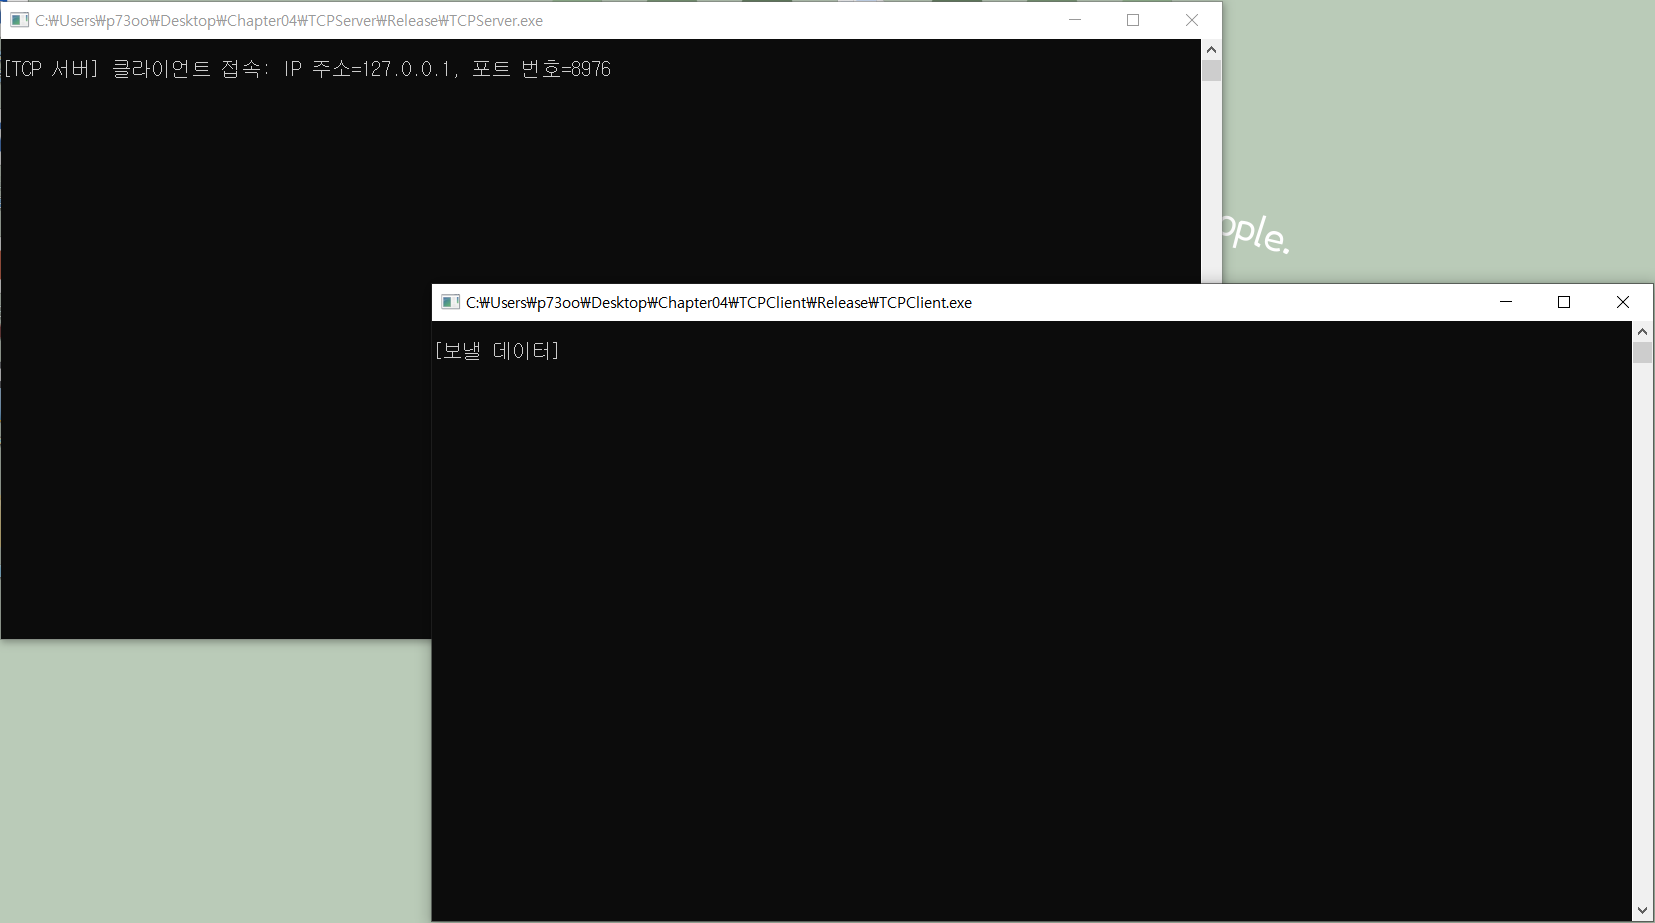 C:₩Users₩p73oo₩Desktop₩Chapter04₩TCPServer₩Release₩TCPServer.exe
[TCP 서버] 클라이언트 접속: IP 주소=127.0.0.1, 포트 번호=8976
C:₩Users₩p73oo₩Desktop₩Chapter04₩TCPClient₩Release₩TCPClient.exe
[보낼 데이터]